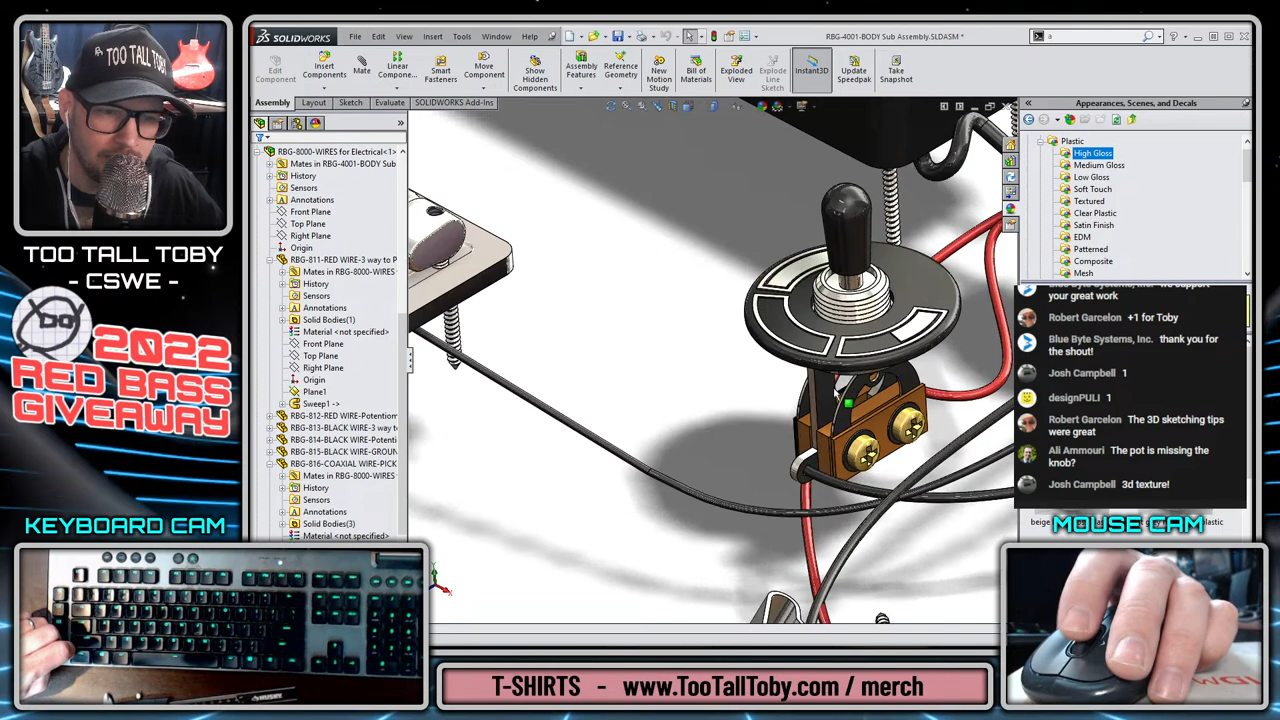 TOO TALL TOBY
TOO TALL TOBY
- CSWE -
2022
RED BASS
GIVEAWAY
KEYBOARD CAM
SOLIDWORKS
File Edit View Insert Tools Window Help
RBG-4001-BODY Sub Assembly.SLDASM *
a
Edit Component
Insert Components
Mate
Linear Compone...
Smart Fasteners
Move Component
Show Hidden Components
Assembly Features
Reference Geometry
New Motion Study
Bill of Materials
Exploded View
Explode Line Sketch
Instant3D
Update Speedpak
Take Snapshot
Assembly Layout Sketch Evaluate SOLIDWORKS Add-Ins
RBG-8000-WIRES for Electrical<1>
Mates in RBG-4001-BODY Sub
History
Sensors
Annotations
Front Plane
Top Plane
Right Plane
Origin
RBG-811-RED WIRE-3 way to P
Mates in RBG-8000-WIRES
History
Sensors
Annotations
Solid Bodies(1)
Material <not specified>
Front Plane
Top Plane
Right Plane
Origin
Plane1
Sweep1 ->
RBG-812-RED WIRE-Potentiom
RBG-813-BLACK WIRE-3 way to
RBG-814-BLACK WIRE-Potenti
RBG-815-BLACK WIRE-GROUN
RBG-816-COAXIAL WIRE-PICK
Mates in RBG-8000-WIRES
History
Sensors
Annotations
Solid Bodies(3)
Material <not specified>
Appearances, Scenes, and Decals
Plastic
High Gloss
Medium Gloss
Low Gloss
Soft Touch
Textured
Clear Plastic
Satin Finish
EDM
Patterned
Composite
Mesh
your great work
Robert Garcelon +1 for Toby
Blue Byte Systems, Inc. thank you for
the shout!
Josh Campbell 1
designPULI 1
Robert Garcelon The 3D sketching tips
were great
Ali Ammouri The pot is missing the
knob?
Josh Campbell 3d texture!
MOUSE CAM
T-SHIRTS - www.TooTallToby.com / merch